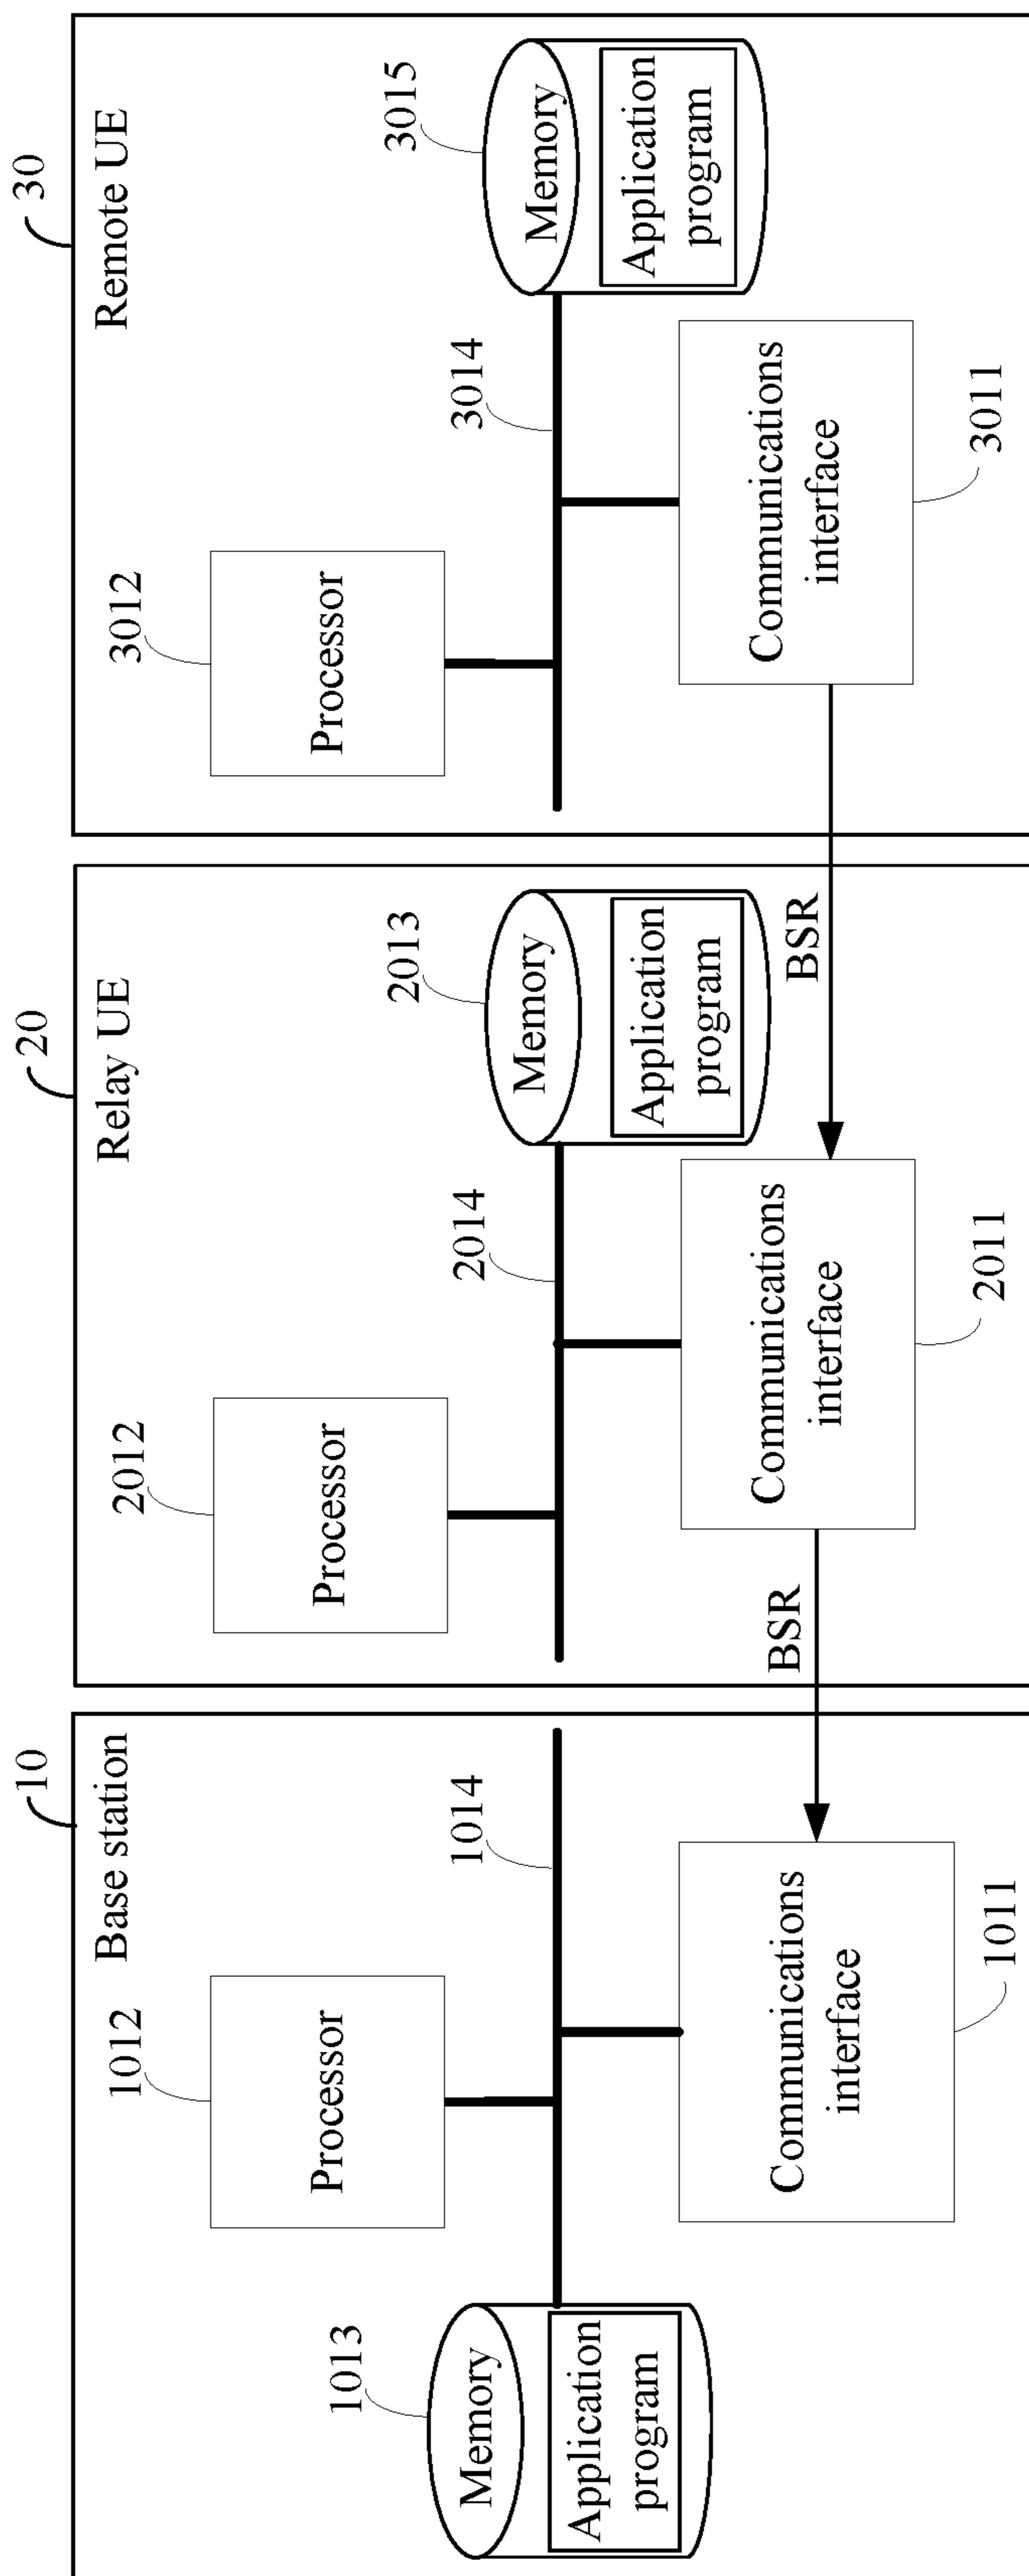 10
Base station
1012
Processor
1013
Memory
Application
program
1014
Communications
interface
1011
BSR
20
Relay UE
2012
Processor
2014
2013
Memory
Application
program
Communications
interface
2011
BSR
30
Remote UE
3012
Processor
3014
3015
Memory
Application
program
Communications
interface
3011